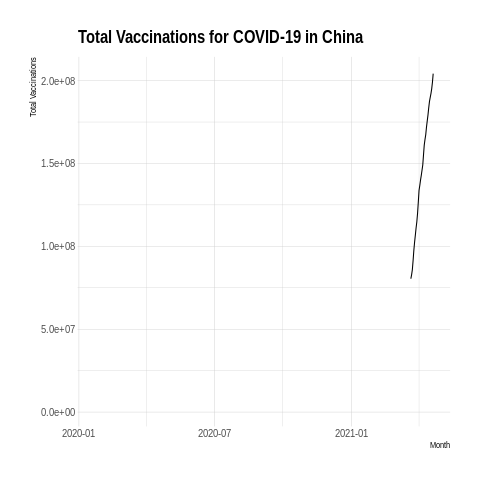 Total Vaccinations for COVID-19 in China
Total Vaccinations
2.0e+08
1.5e+08
1.0e+08
5.0e+07
0.0e+00
2020-01 2020-07 2021-01
Month